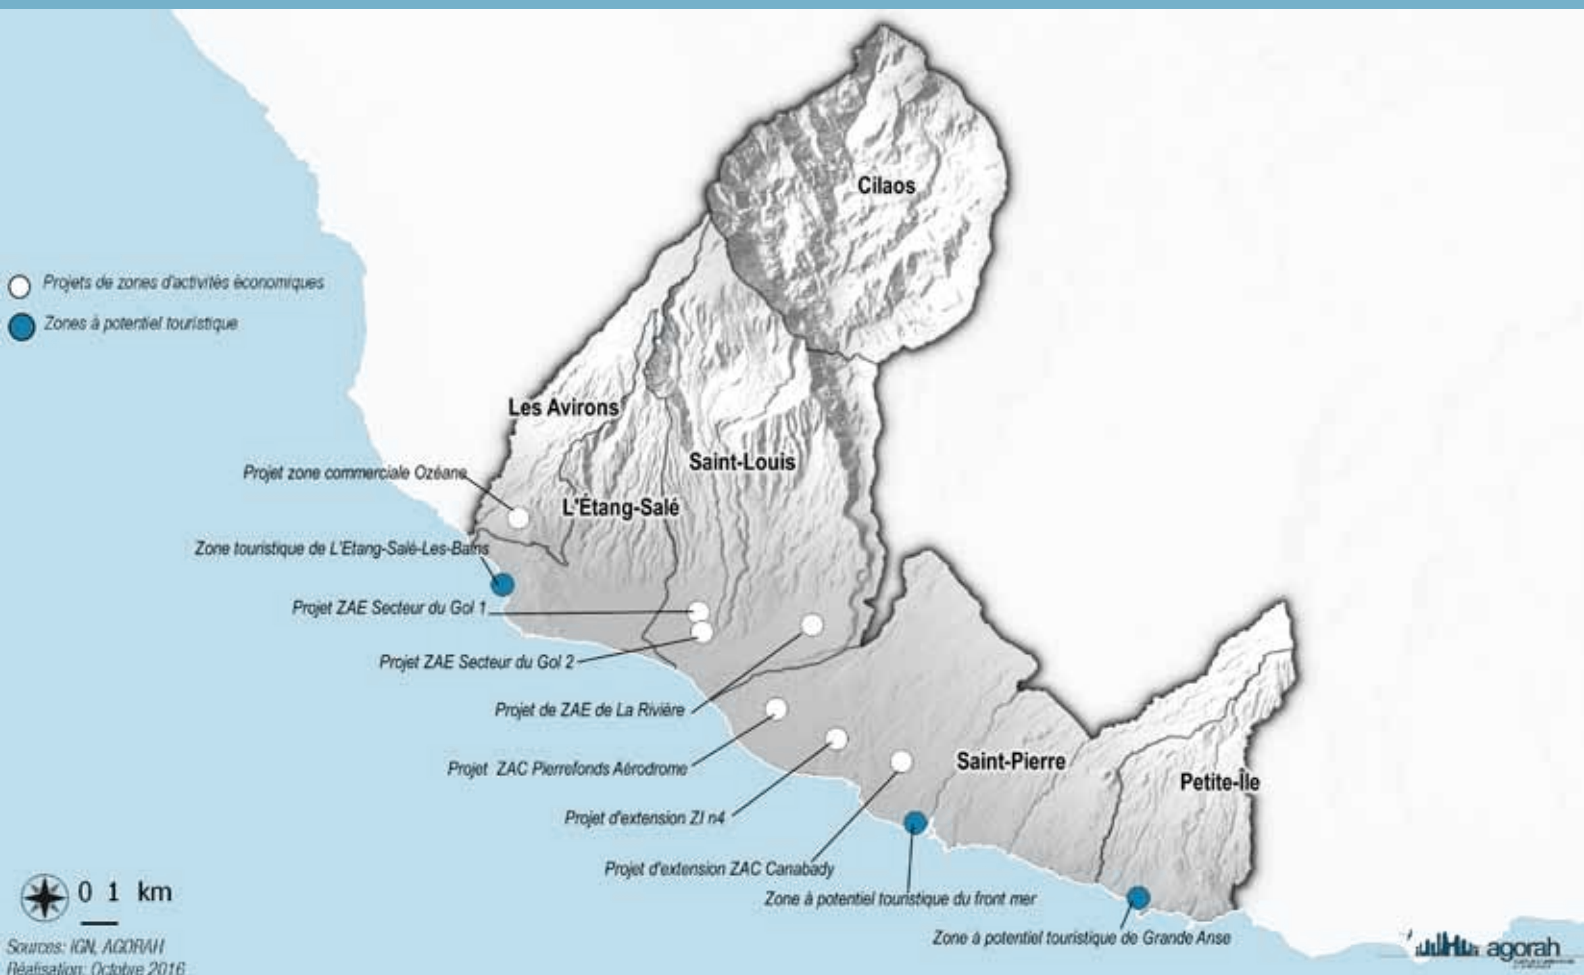 Cilaos
Projets de zones d'activités économiques
Zones à potentiel touristique
Les Avirons
Saint-Louis
Projet zone commerciale Ozéane
L'Étang-Salé
Zone touristique de L'Etang-Salé-Les-Bains
Projet ZAE Secteur du Gol 1
Projet ZAE Secteur du Gol 2
Projet de ZAE de La Rivière
Projet ZAC Pierrefonds Aérodrome
Saint-Pierre
Petite-Île
Projet d'extension ZI n4
Projet d'extension ZAC Canabady
Zone à potentiel touristique du front mer
Zone à potentiel touristique de Grande Anse
0 1 km
Sources: IGN, AGORAH
Réalisation: Octobre 2016
agorah